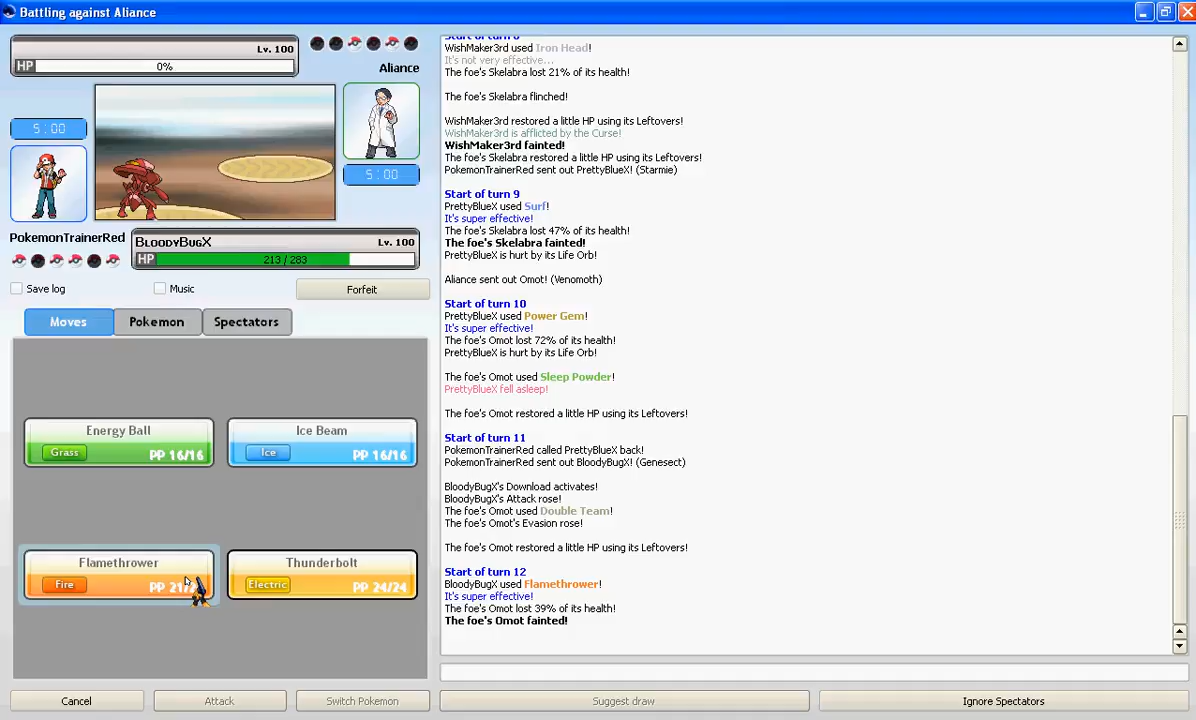 Battling against Aliance
Lv. 100
HP
0%
Aliance
5:00
5:00
PokemonTrainerRed
BloodyBugX
Lv. 100
HP
213 / 283
Save log
Music
Forfeit
Moves
Pokemon
Spectators
Energy Ball
Grass
PP 16/16
Ice Beam
Ice
PP 16/16
Flamethrower
Fire
PP
Thunderbolt
Electric
PP 24/24
Cancel
Attack
Switch Pokemon
WishMaker3rd used Iron Head!
It's not very effective...
The foe's Skelabra lost 21% of its health!
The foe's Skelabra flinched!
WishMaker3rd restored a little HP using its Leftovers!
WishMaker3rd is afflicted by the Curse!
WishMaker3rd fainted!
The foe's Skelabra restored a little HP using its Leftovers!
PokemonTrainerRed sent out PrettyBlueX! (Starmie)
Start of turn 9
PrettyBlueX used Surf!
It's super effective!
The foe's Skelabra lost 47% of its health!
The foe's Skelabra fainted!
PrettyBlueX is hurt by its Life Orb!
Aliance sent out Omot! (Venomoth)
Start of turn 10
PrettyBlueX used Power Gem!
It's super effective!
The foe's Omot lost 72% of its health!
PrettyBlueX is hurt by its Life Orb!
The foe's Omot used Sleep Powder!
PrettyBlueX fell asleep!
The foe's Omot restored a little HP using its Leftovers!
Start of turn 11
PokemonTrainerRed called PrettyBlueX back!
PokemonTrainerRed sent out BloodyBugX! (Genesect)
BloodyBugX's Download activates!
BloodyBugX's Attack rose!
The foe's Omot used Double Team!
The foe's Omot's Evasion rose!
The foe's Omot restored a little HP using its Leftovers!
Start of turn 12
BloodyBugX used Flamethrower!
It's super effective!
The foe's Omot lost 39% of its health!
The foe's Omot fainted!
Suggest draw
Ignore Spectators